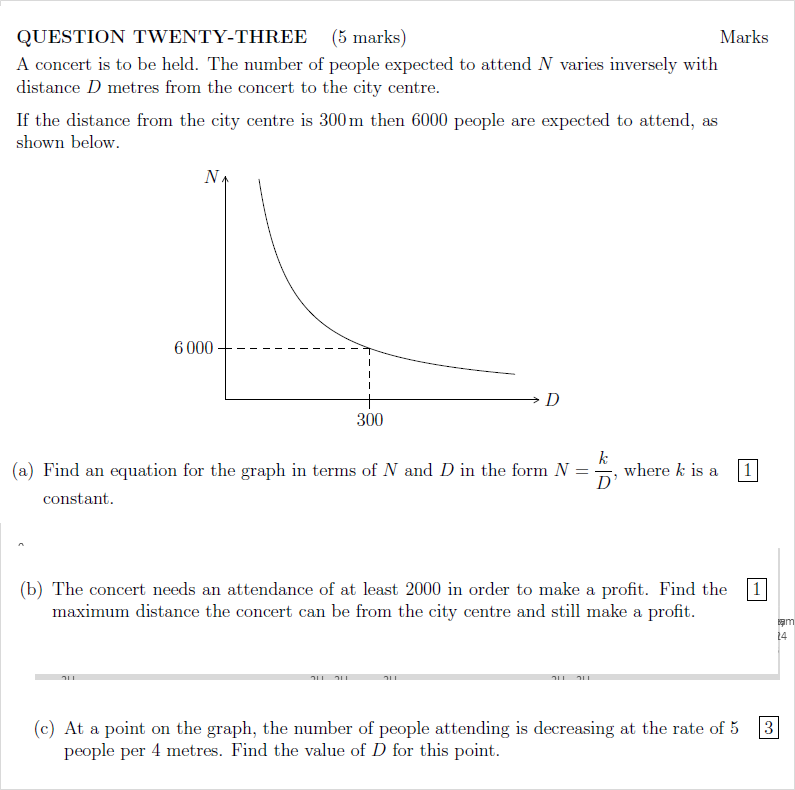 QUESTION TWENTY-THREE (5 marks) Marks
A concert is to be held. The number of people expected to attend N varies inversely with
distance D metres from the concert to the city centre.
If the distance from the city centre is 300 m then 6000 people are expected to attend, as
shown below.
N
6 000
D
300
(a) Find an equation for the graph in terms of N and D in the form N = k/D, where k is a 1
constant.
(b) The concert needs an attendance of at least 2000 in order to make a profit. Find the 1
maximum distance the concert can be from the city centre and still make a profit.
(c) At a point on the graph, the number of people attending is decreasing at the rate of 5 3
people per 4 metres. Find the value of D for this point.